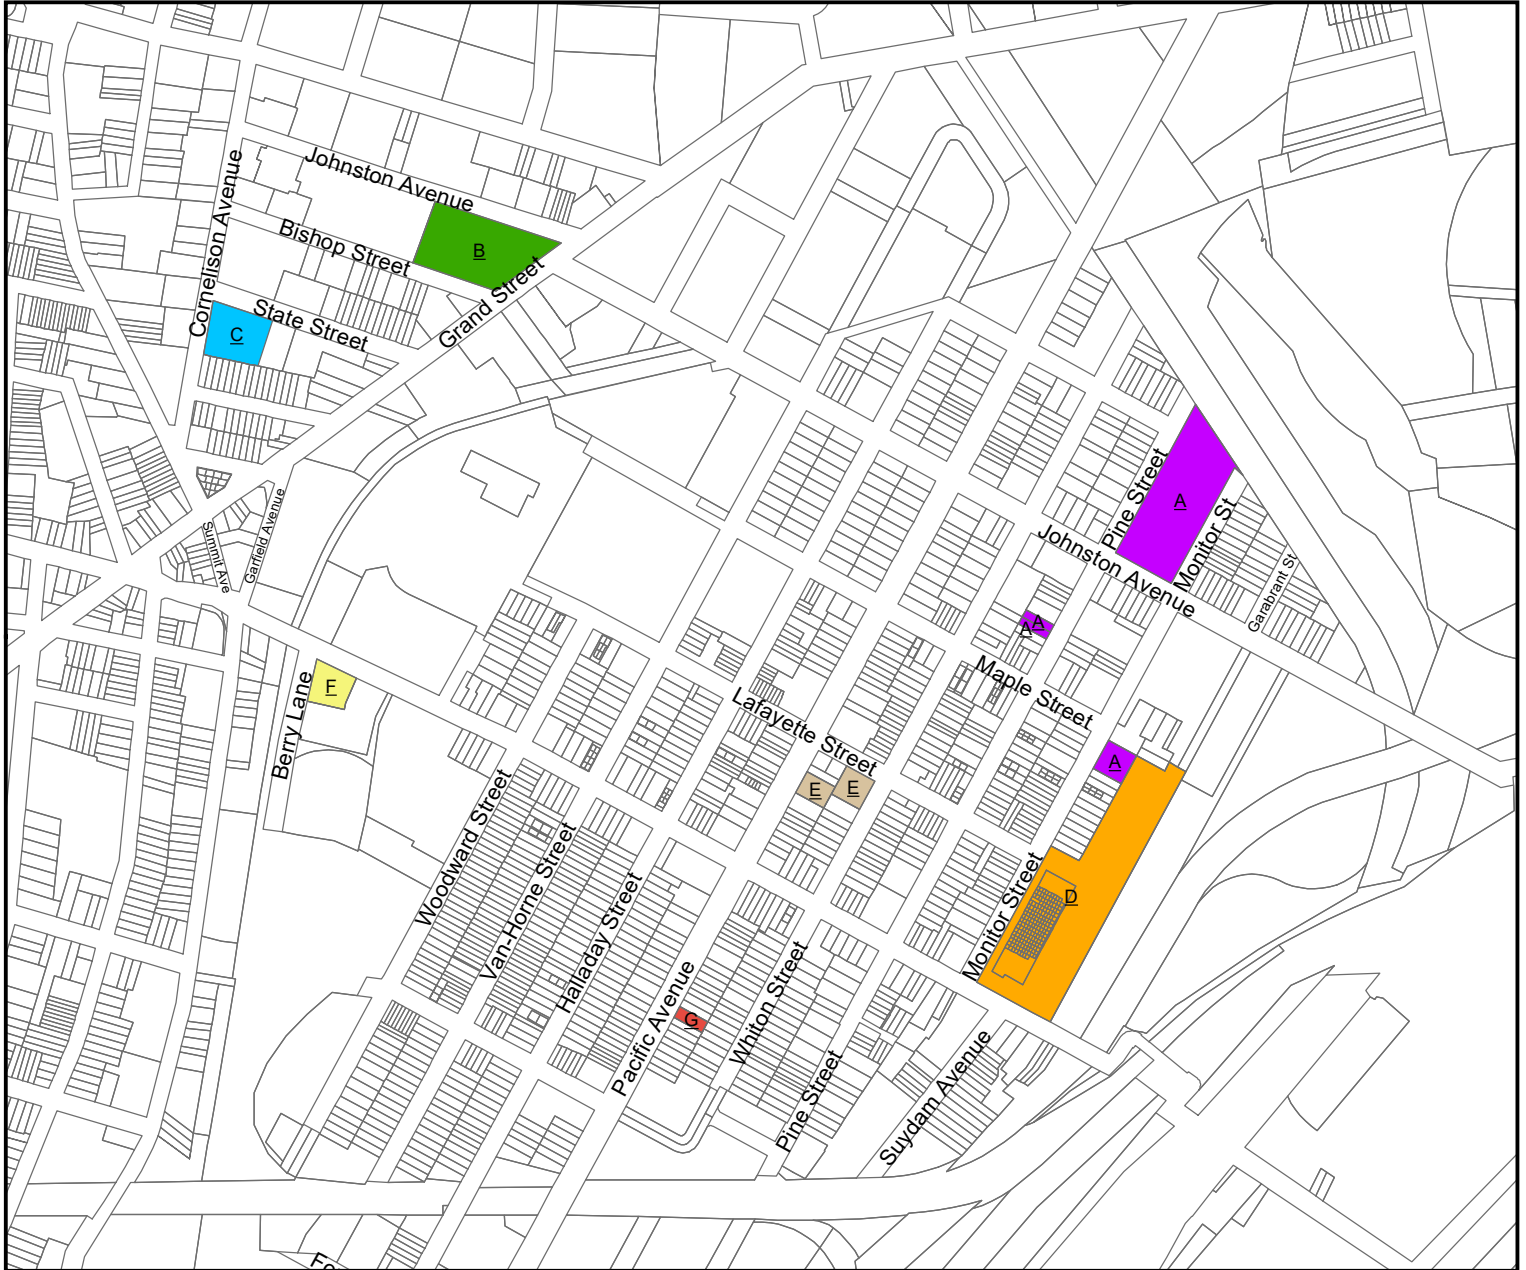 Johnston Avenue
Cornelison Avenue
Bishop Street
B
Grand Street
State Street
C
Pine Street
A
Monitor St
Johnston Avenue
Garabrant St
Summit Ave
Garfield Avenue
A
A
Maple Street
F
Berry Lane
Lafayette Street
A
E
E
Woodward Street
Van-Horne Street
Halladay Street
Monitor Street
D
Pacific Avenue
G
Whiton Street
Pine Street
Suydam Avenue
Fo